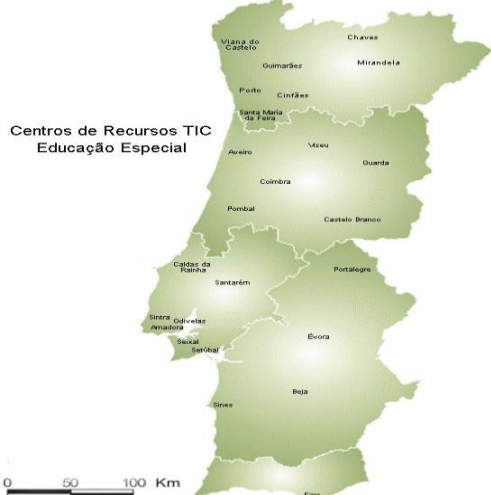 Viana do
Castelo
Chaves
Guimarães
Mirandela
Porto
Cinfães
Santa Maria
da Feira
Centros de Recursos TIC
Educação Especial
Aveiro
Viseu
Guarda
Coimbra
Pombal
Castelo Branco
Caldas da
Rainha
Santarém
Portalegre
Sintra
Odivelas
Amadora
Seixal
Setúbal
Évora
Beja
Sines
0 50 100 Km